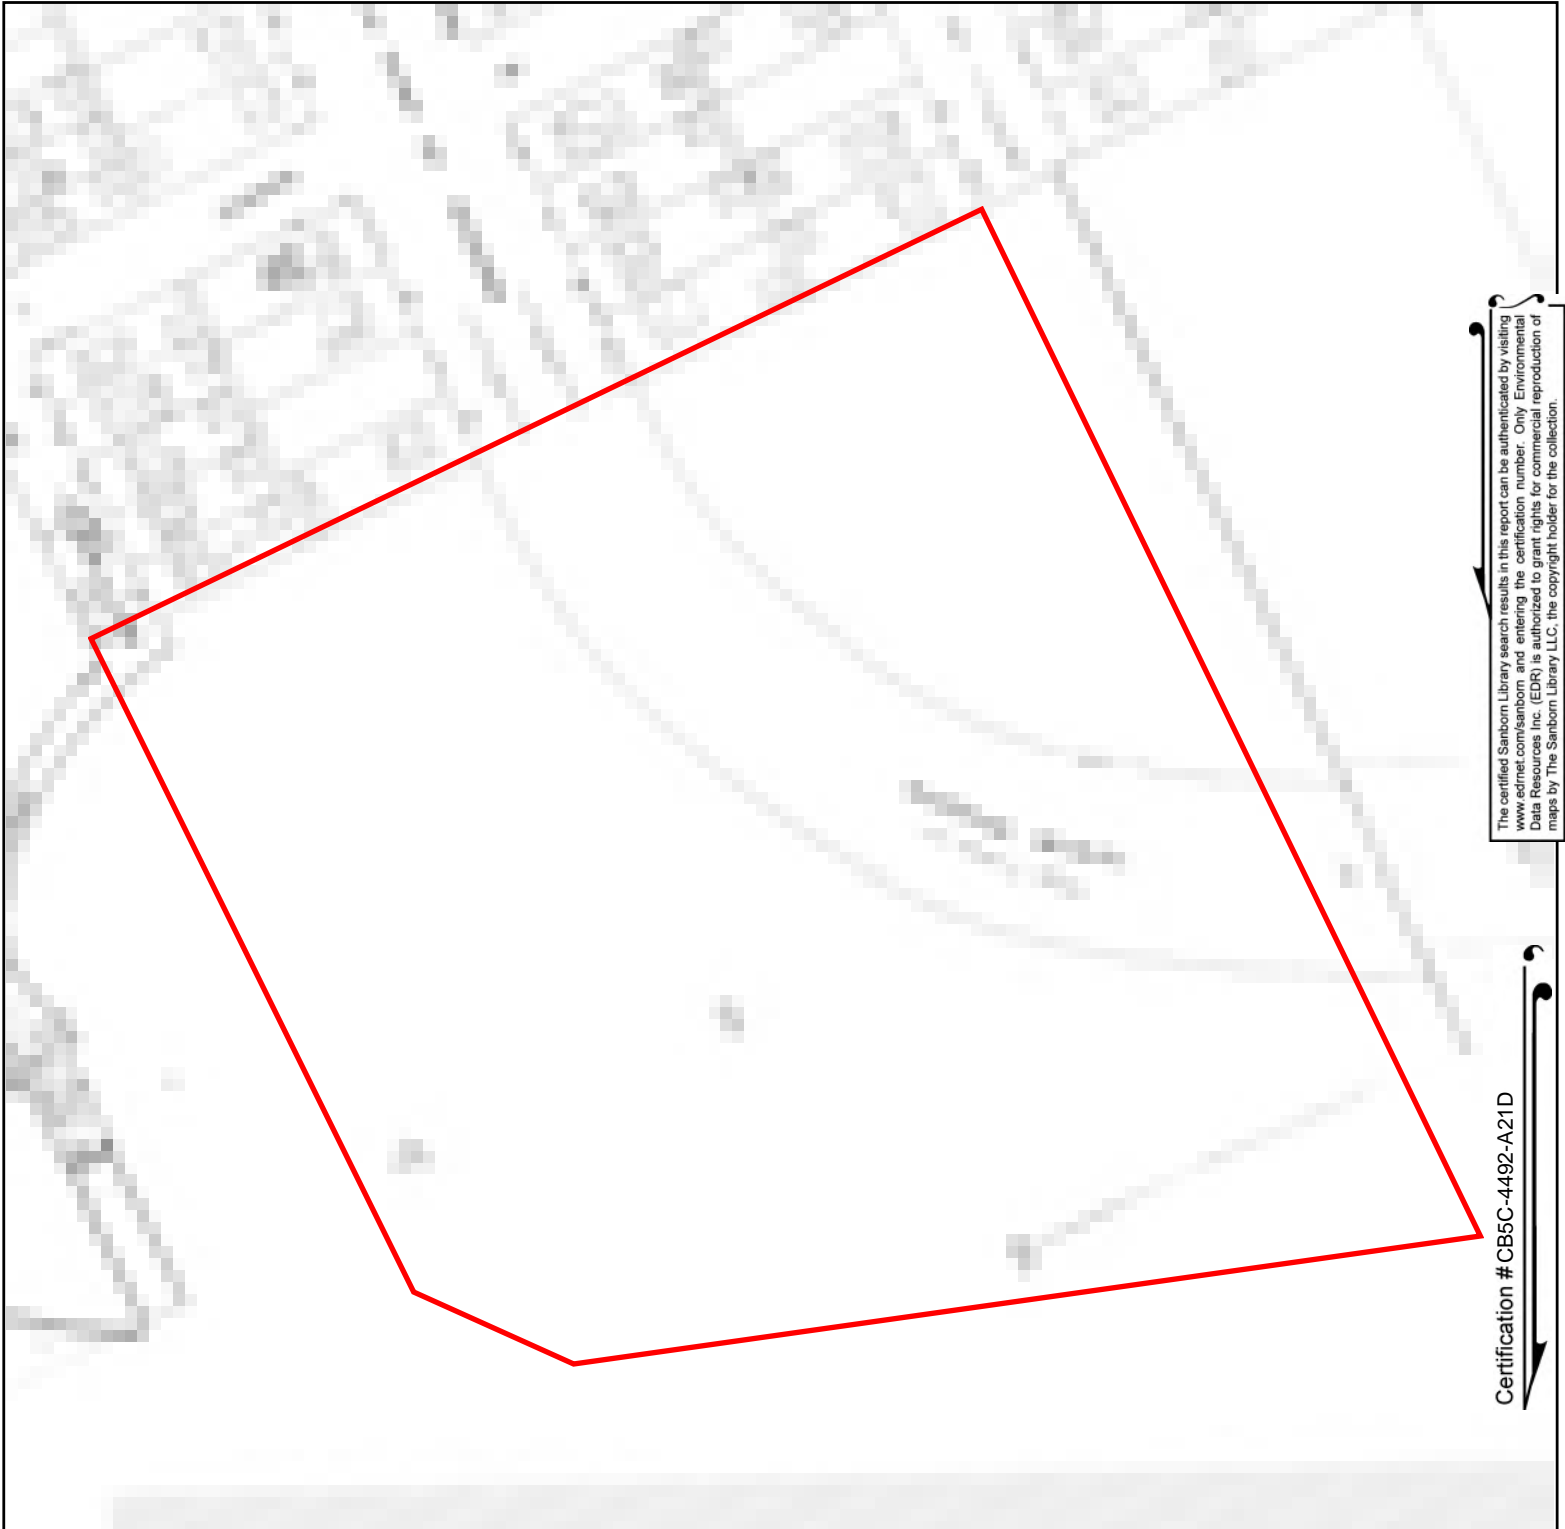 The certified Sanborn Library search results in this report can be authenticated by visiting
www.edrnet.com/sanborn and entering the certification number. Only Environmental
Data Resources Inc. (EDR) is authorized to grant rights for commercial reproduction of
maps by The Sanborn Library LLC, the copyright holder for the collection.
Certification # CB5C-4492-A21D